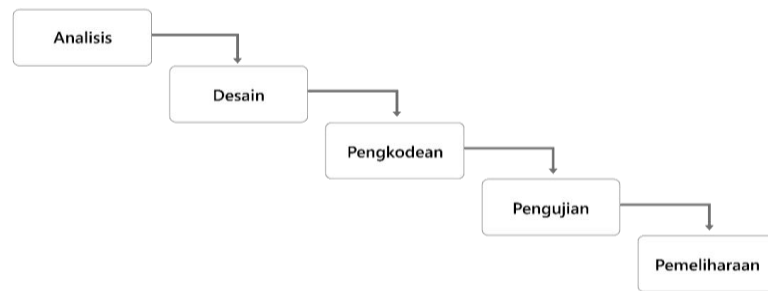 Analisis
Desain
Pengkodean
Pengujian
Pemeliharaan